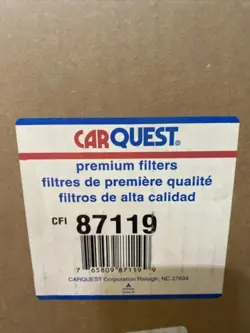 CARQUEST®
premium filters
filtres de première qualité
filtros de alta calidad
CFI 87119
7 65809 87119 9
CARQUEST Corporation Raleigh, NC 27604